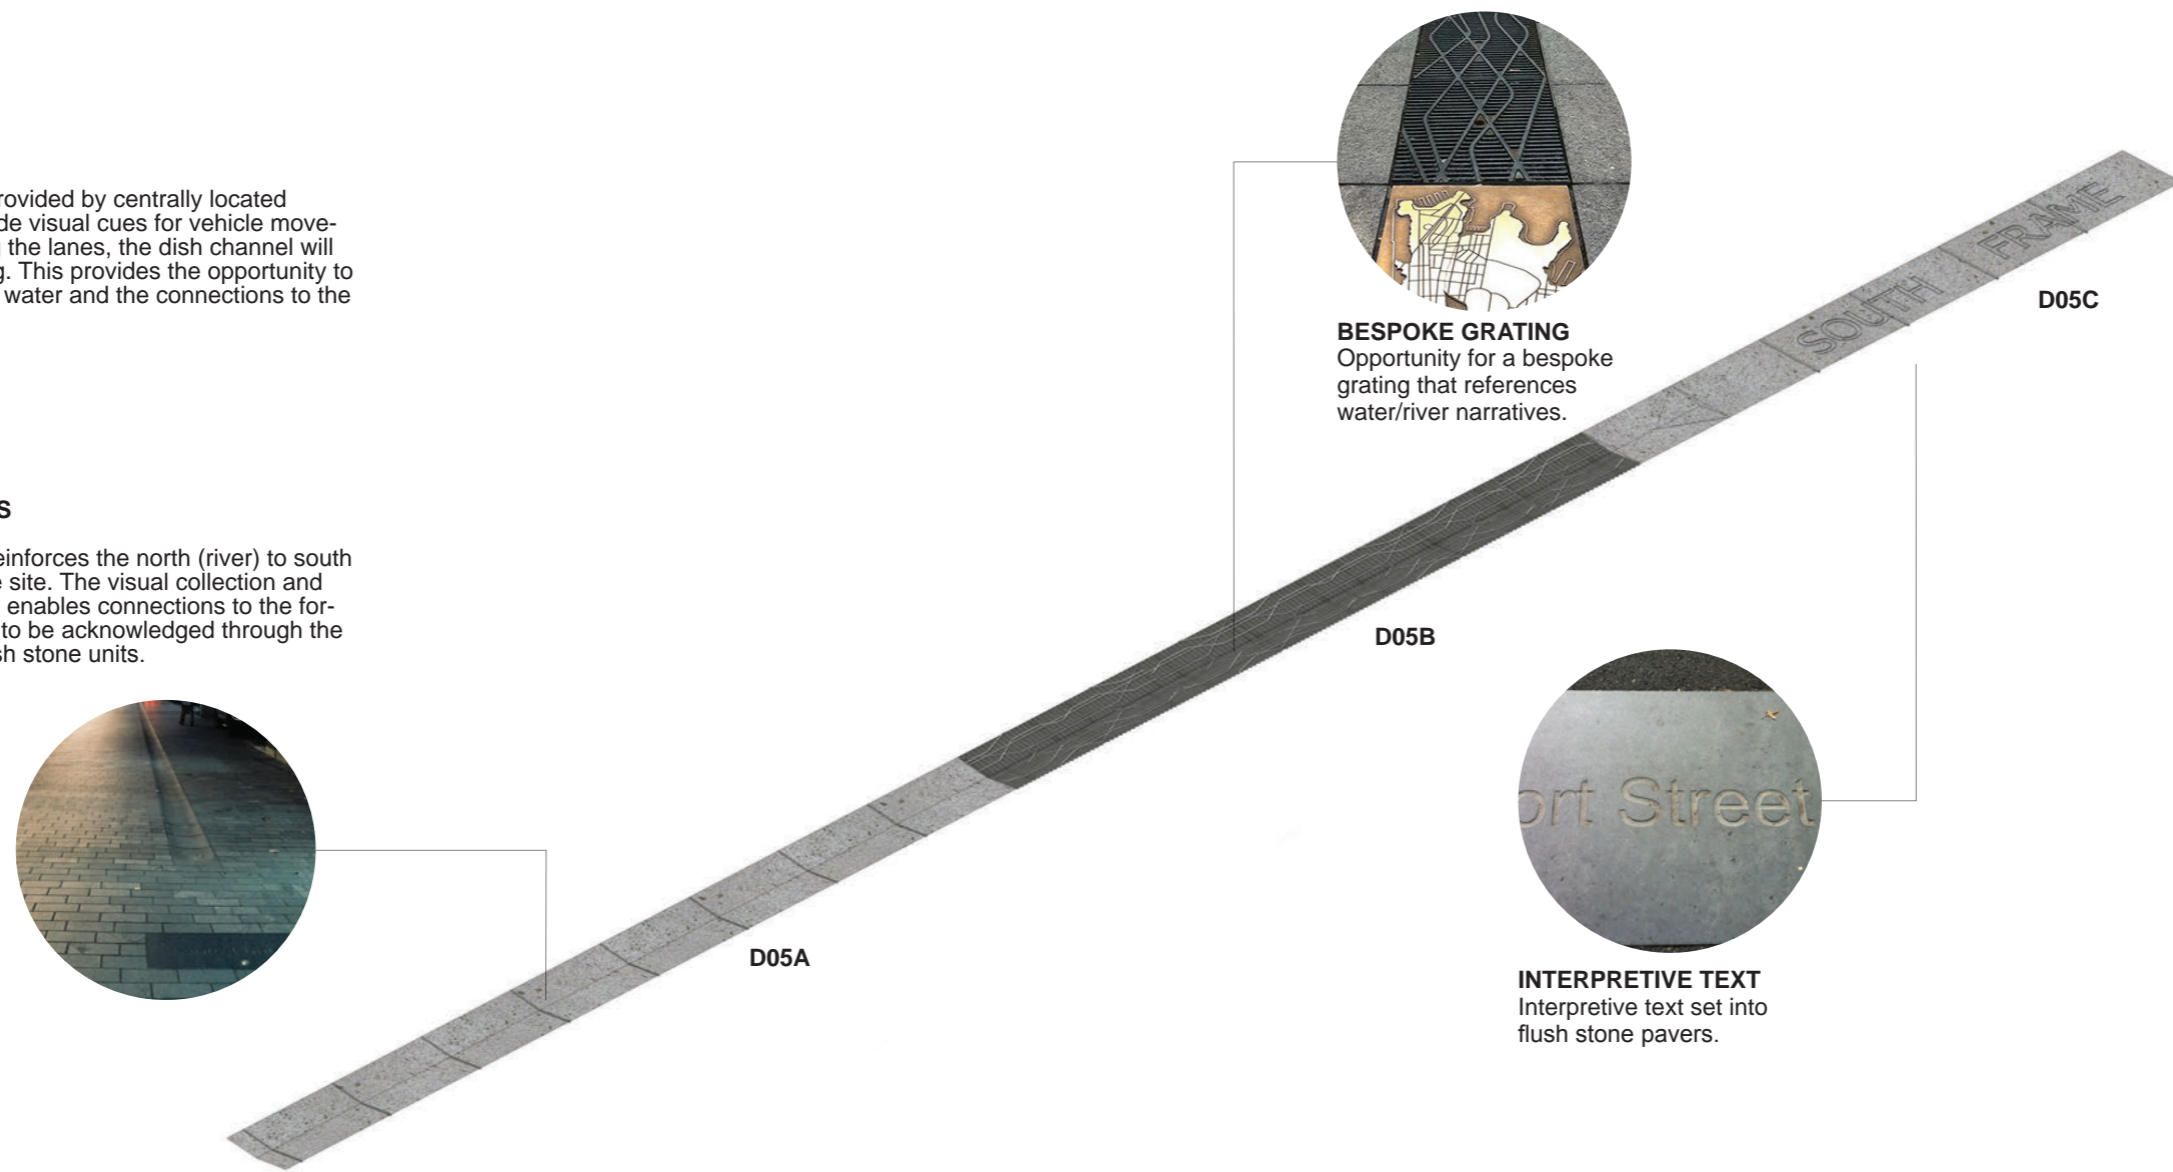 rovided by centrally located
de visual cues for vehicle move-
g the lanes, the dish channel will
g. This provides the opportunity to
water and the connections to the
S
einforces the north (river) to south
e site. The visual collection and
enables connections to the for-
to be acknowledged through the
sh stone units.
BESPOKE GRATING
Opportunity for a bespoke
grating that references
water/river narratives.
SOUTH FRAME
D05C
D05B
D05A
ort Street
INTERPRETIVE TEXT
Interpretive text set into
flush stone pavers.